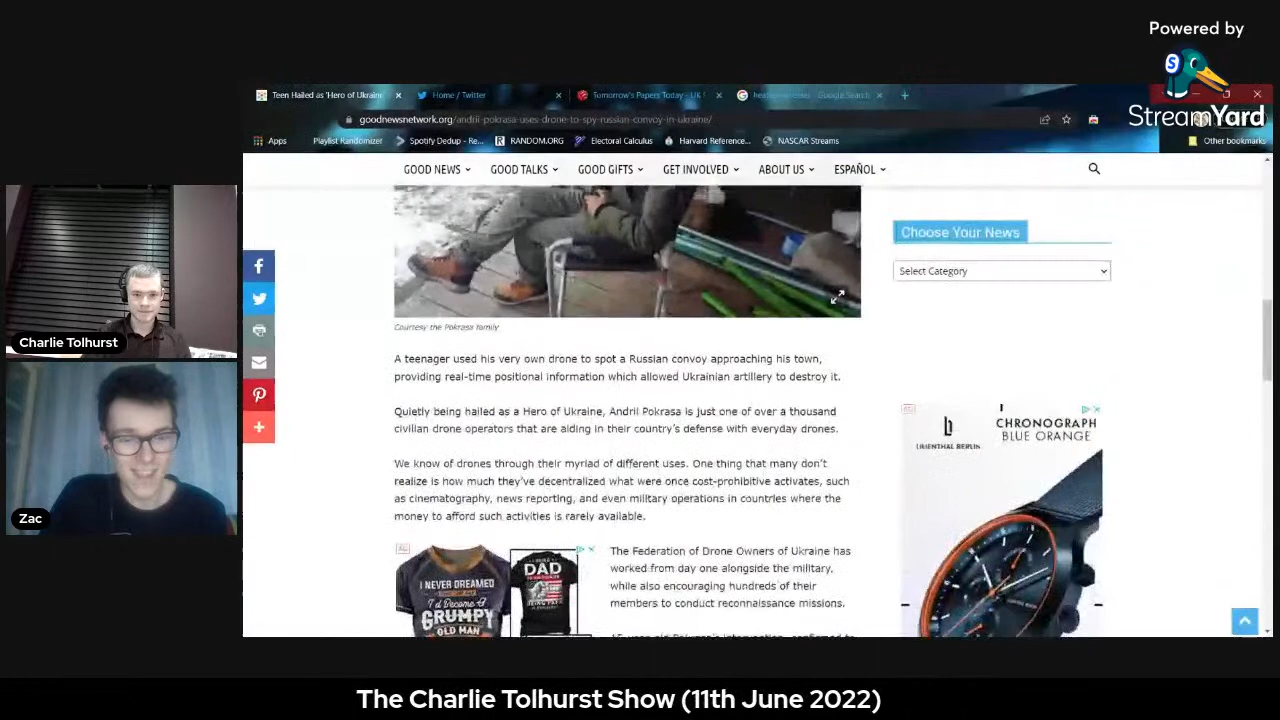 Powered by
StreamYard
Teen Hailed as 'Hero of Ukraine
Home / Twitter
Tomorrow's Papers Today - UK F
Google Search
goodnewsnetwork.org/andrii-pokrasa-uses-drone-to-spy-russian-convoy-in-ukraine/
Apps
Playlist Randomizer
Spotify Dedup - Re...
RANDOM.ORG
Electoral Calculus
Harvard Reference...
NASCAR Streams
Other bookmarks
GOOD NEWS
GOOD TALKS
GOOD GIFTS
GET INVOLVED
ABOUT US
ESPAÑOL
Choose Your News
Select Category
Charlie Tolhurst
Zac
Courtesy the Pokrasa family
A teenager used his very own drone to spot a Russian convoy approaching his town,
providing real-time positional information which allowed Ukrainian artillery to destroy it.
Quietly being hailed as a Hero of Ukraine, Andrii Pokrasa is just one of over a thousand
civilian drone operators that are aiding in their country's defense with everyday drones.
We know of drones through their myriad of different uses. One thing that many don't
realize is how much they've decentralized what were once cost-prohibitive activates, such
as cinematography, news reporting, and even military operations in countries where the
money to afford such activities is rarely available.
AD
I NEVER DREAMED
I'd Become A
GRUMPY
OLD MAN
DAD
The Federation of Drone Owners of Ukraine has
worked from day one alongside the military,
while also encouraging hundreds of their
members to conduct reconnaissance missions.
AD
LILIENTHAL BERLIN
CHRONOGRAPH
BLUE ORANGE
The Charlie Tolhurst Show (11th June 2022)